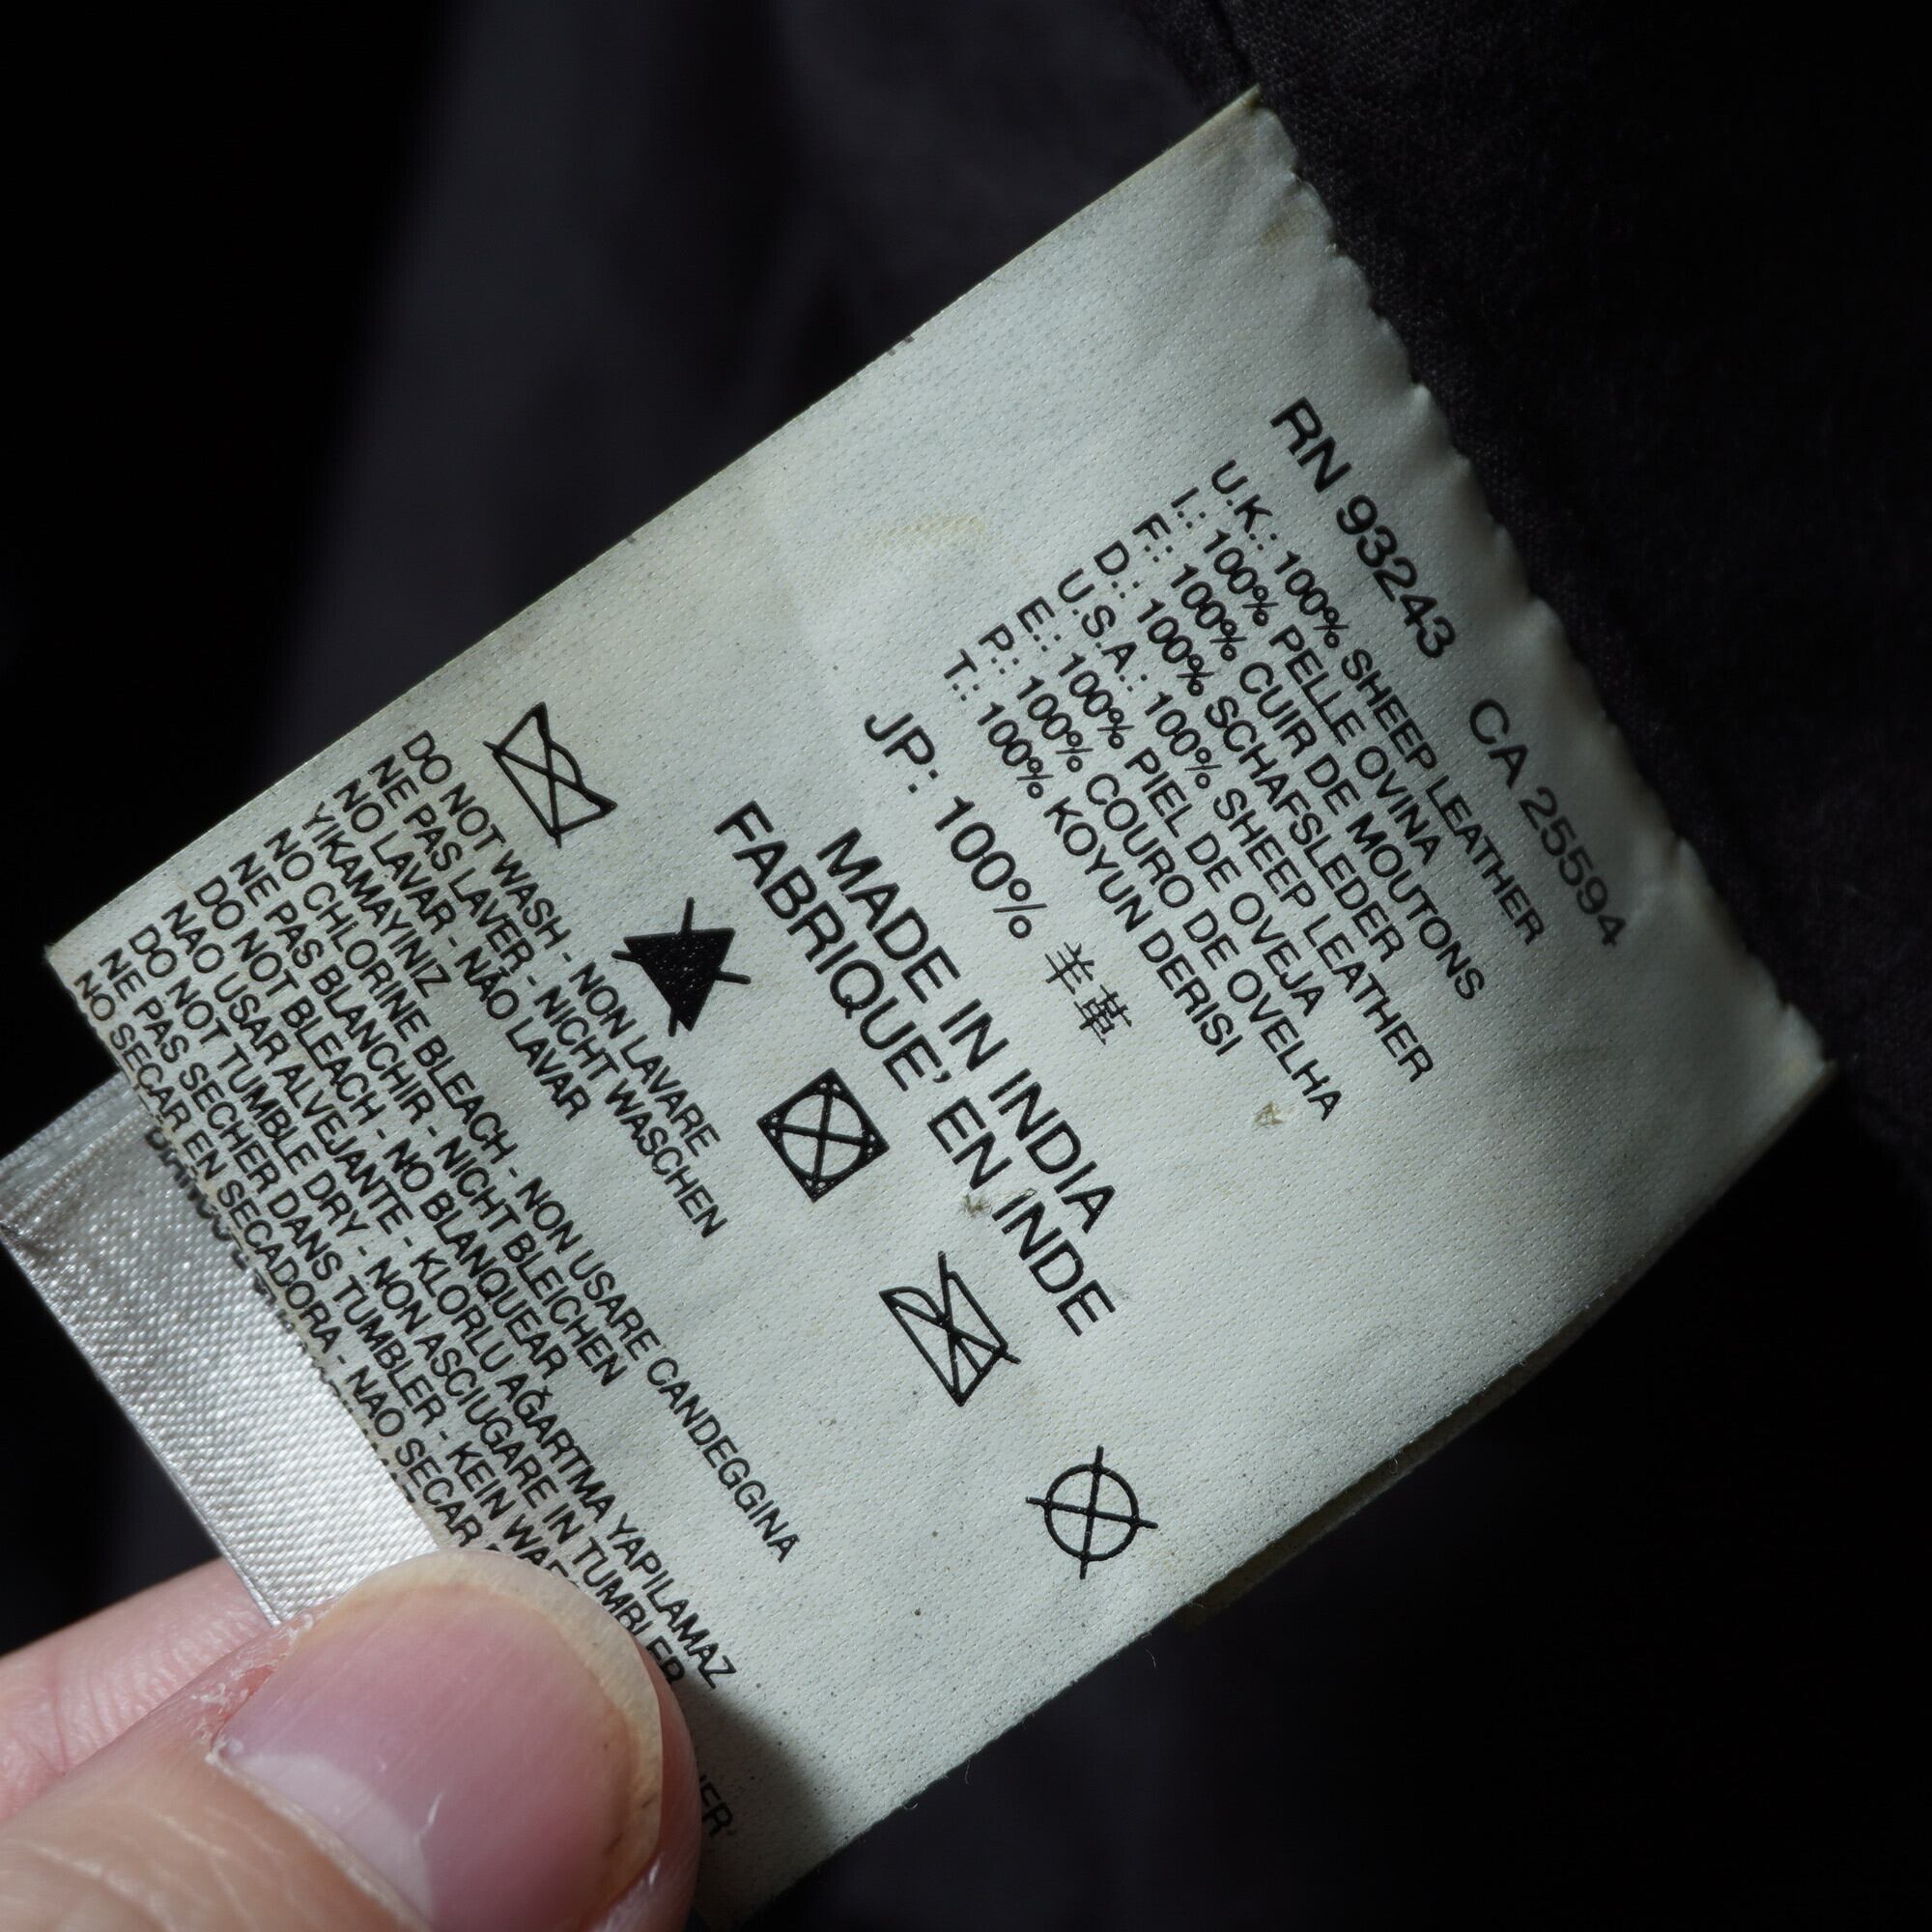 RN 93243 CA 25594
U.K.: 100% SHEEP LEATHER
I.: 100% PELLE OVINA
F.: 100% CUIR DE MOUTONS
D.: 100% SCHAFSLEDER
U.S.A.: 100% SHEEP LEATHER
E.: 100% PIEL DE OVEJA
P.: 100% COURO DE OVELHA
T.: 100% KOYUN DERISI
JP: 100% 羊革
MADE IN INDIA
FABRIQUE' EN INDE
DO NOT WASH - NON LAVARE
NE PAS LAVER - NICHT WASCHEN
NO LAVAR - NÃO LAVAR
YIKAMAYINIZ
NO CHLORINE BLEACH - NON USARE CANDEGGINA
NE PAS BLANCHIR - NICHT BLEICHEN
DO NOT BLEACH - NO BLANQUEAR
NAO USAR ALVEJANTE - KLORLU AĞARTMA YAPILAMAZ
DO NOT TUMBLE DRY - NON ASCIUGARE IN TUMBLER
NE PAS SECHER DANS TUMBLER - KEIN
NO SECAR EN SECADORA - NAO SECAR